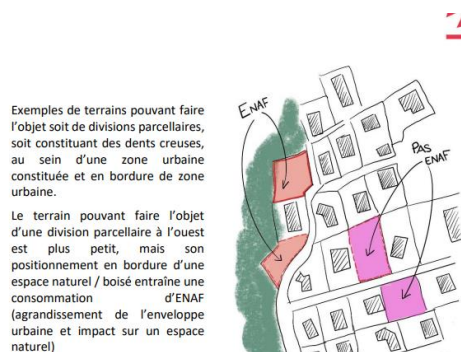 Exemples de terrains pouvant faire
l'objet soit de divisions parcellaires,
soit constituant des dents creuses,
au sein d'une zone urbaine
constituée et en bordure de zone
urbaine.
Le terrain pouvant faire l'objet
d'une division parcellaire à l'ouest
est plus petit, mais son
positionnement en bordure d'une
espace naturel / boisé entraîne une
consommation d'ENAF
(agrandissement de l'enveloppe
urbaine et impact sur un espace
naturel)
ENAF
PAS
ENAF